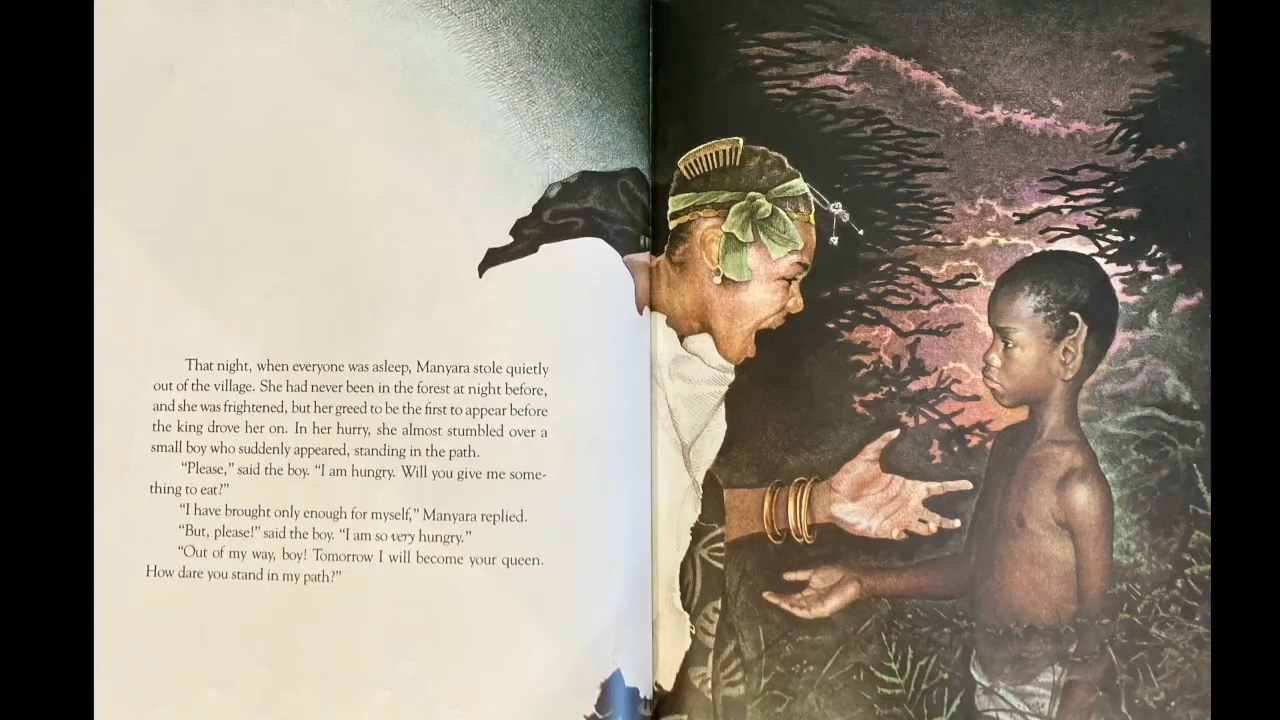 That night, when everyone was asleep, Manyara stole quietly
out of the village. She had never been in the forest at night before,
and she was frightened, but her greed to be the first to appear before
the king drove her on. In her hurry, she almost stumbled over a
small boy who suddenly appeared, standing in the path.
“Please,” said the boy. “I am hungry. Will you give me some-
thing to eat?”
“I have brought only enough for myself,” Manyara replied.
“But, please!” said the boy. “I am so very hungry.”
“Out of my way, boy! Tomorrow I will become your queen.
How dare you stand in my path?”